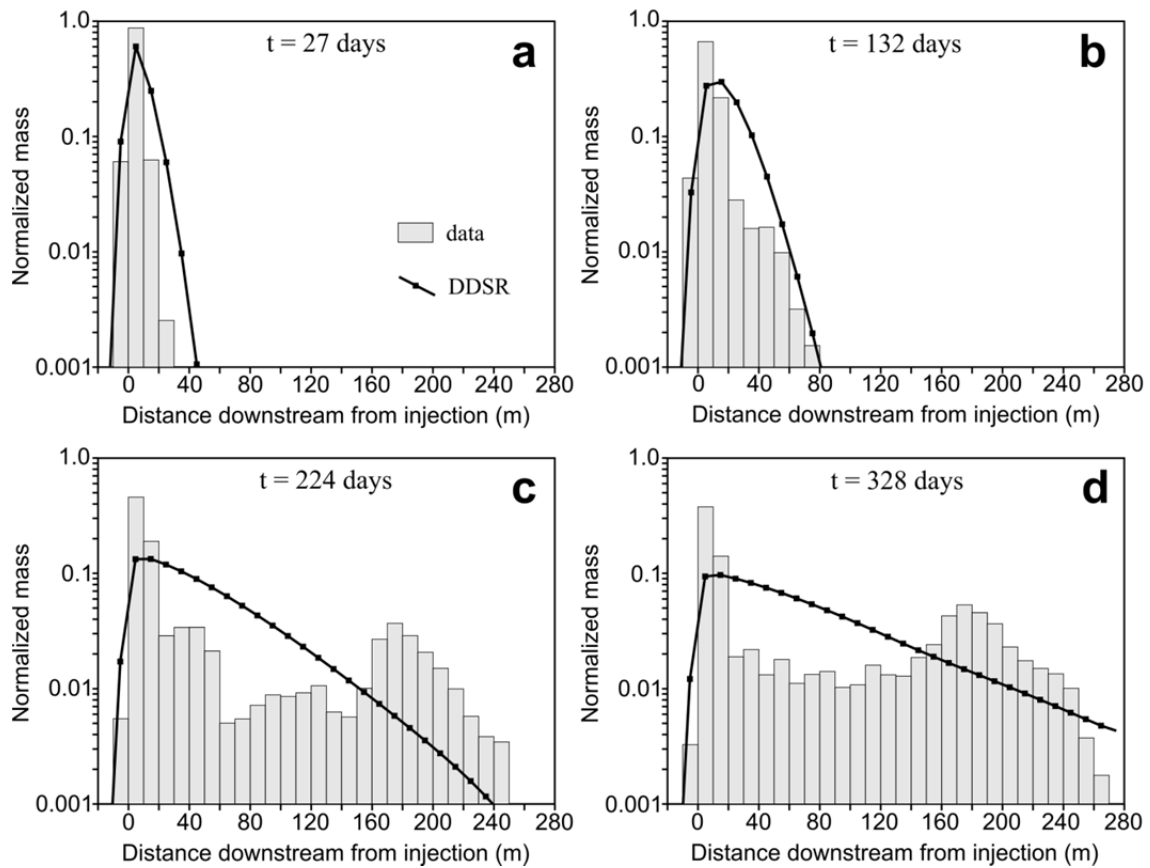 1.0
0.1
0.01
0.001
Normalized mass
t = 27 days
a
data
DDSR
0 40 80 120 160 200 240 280
Distance downstream from injection (m)
1.0
0.1
0.01
0.001
Normalized mass
t = 132 days
b
0 40 80 120 160 200 240 280
Distance downstream from injection (m)
1.0
0.1
0.01
0.001
Normalized mass
t = 224 days
c
0 40 80 120 160 200 240 280
Distance downstream from injection (m)
1.0
0.1
0.01
0.001
Normalized mass
t = 328 days
d
0 40 80 120 160 200 240 280
Distance downstream from injection (m)